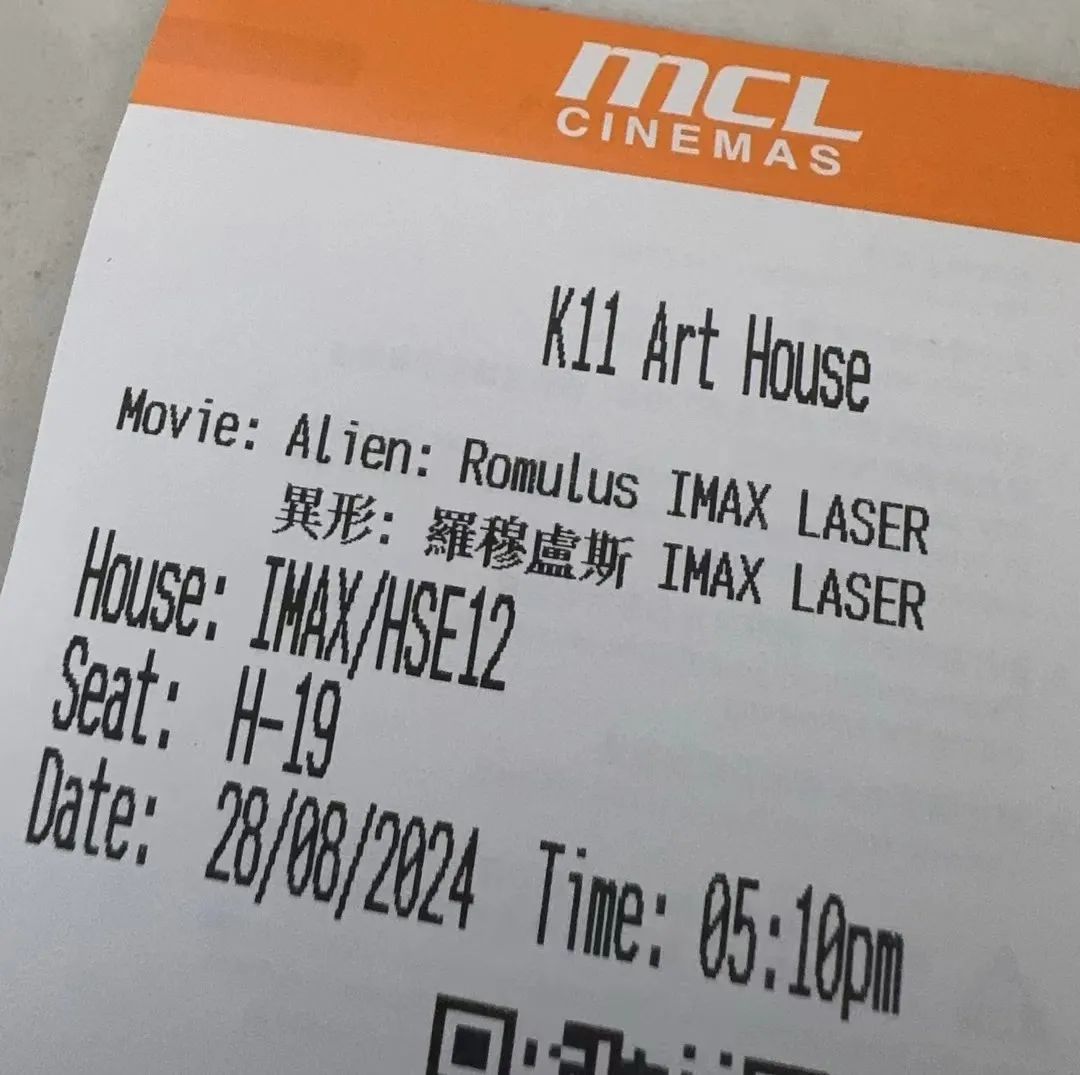 mCL
CINEMAS
K11 Art House
Movie: Alien: Romulus IMAX LASER
異形: 羅穆盧斯 IMAX LASER
House: IMAX/HSE12
Seat: H-19
Date: 28/08/2024 Time: 05:10pm